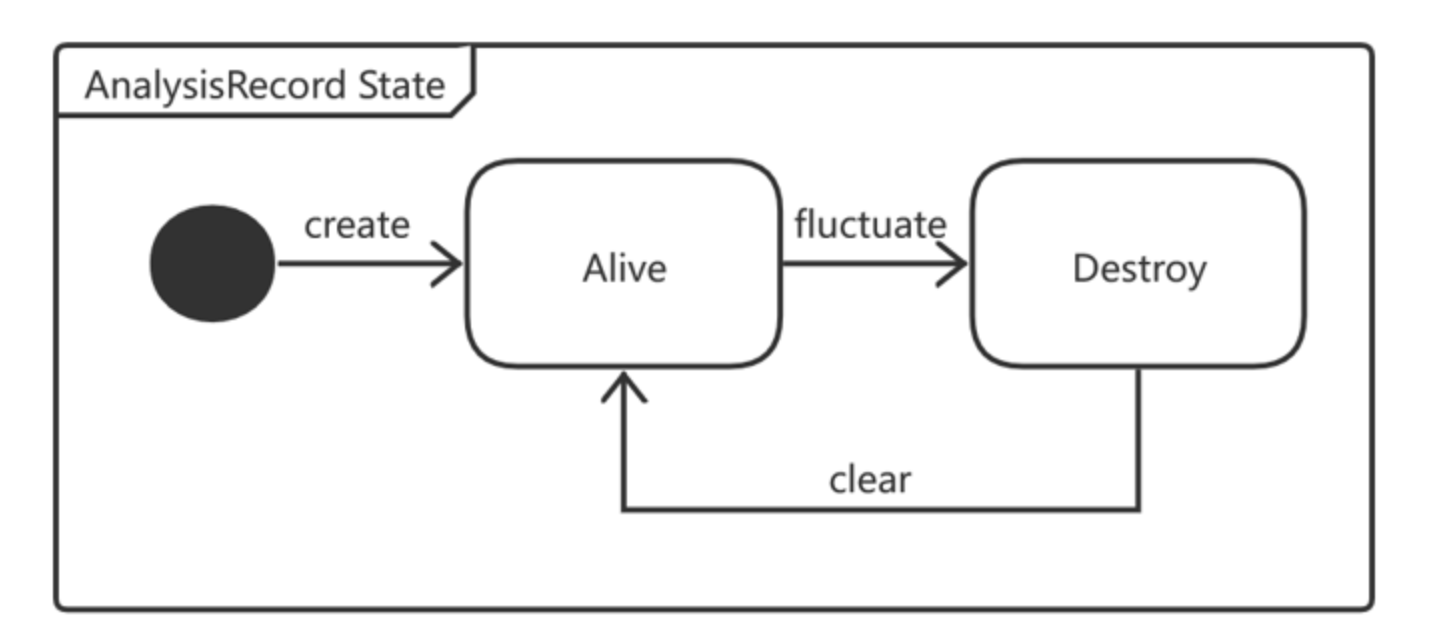 AnalysisRecord State
create
Alive
fluctuate
Destroy
clear